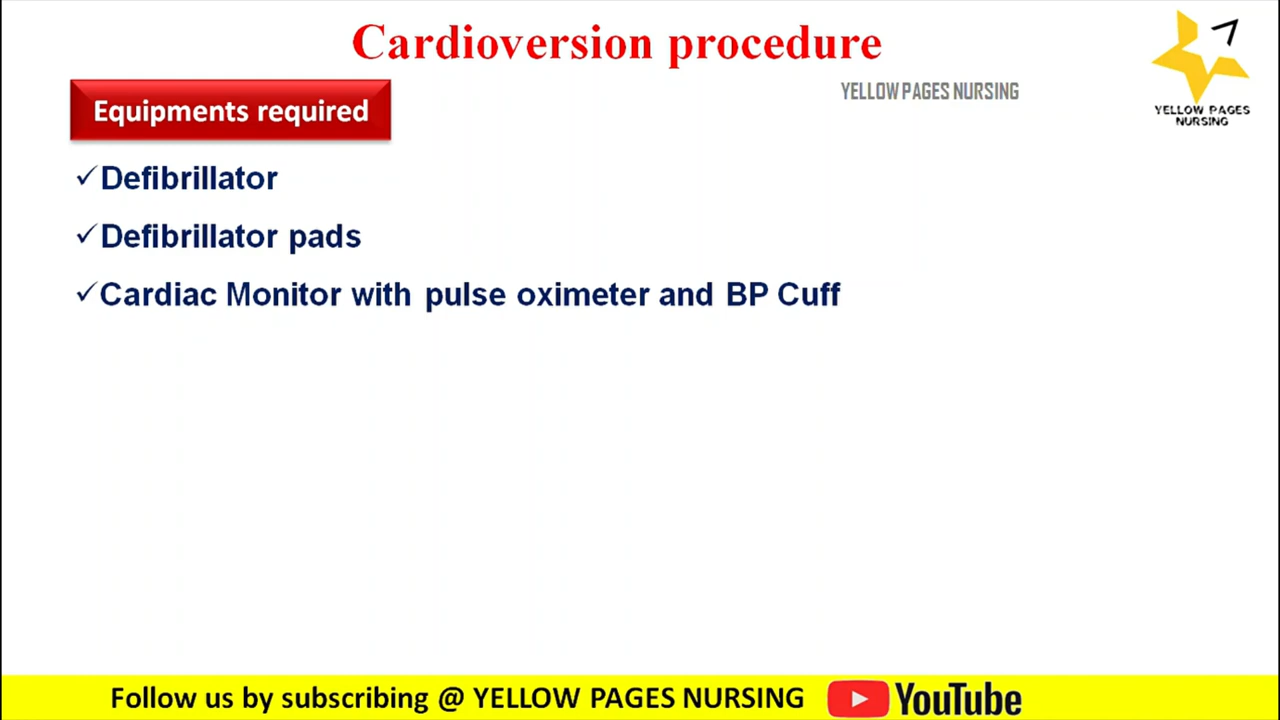 Cardioversion procedure
YELLOW PAGES NURSING
YELLOW PAGES
NURSING
Equipments required
✓Defibrillator
✓Defibrillator pads
✓Cardiac Monitor with pulse oximeter and BP Cuff
Follow us by subscribing @ YELLOW PAGES NURSING YouTube